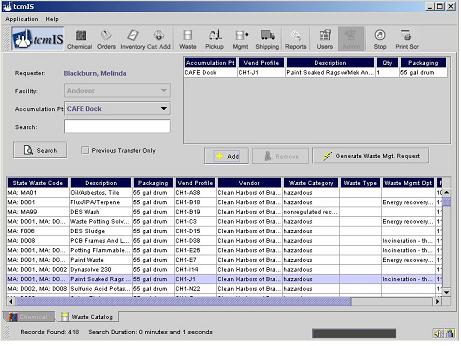 tcmIS
Application Help
tcmIS Chemical Orders Inventory Cat Add Waste Pickup Mgmt Shipping Reports Users Admin Stop Print Scr
Requester: Blackburn, Melinda
Facility: Andover
Accumulation Pt: CAFE Dock
Search:
Search Previous Transfer Only
Accumulation Pt Vend Profile Description Qty Packaging
CAFE Dock CH1-J1 Paint Soaked Rags w/Mek An... 1 55 gal drum
Add Remove Generate Waste Mgt. Request
State Waste Code Description Packaging Vend Profile Vendor Waste Category Waste Type Waste Mgmt Opt
MA: MA01 Oil/Asbestos, Tile 55 gal drum CH1-A38 Clean Harbors of Bra... hazardous
MA: D001 Flux/IPA/Terpene 55 gal drum CH1-B18 Clean Harbors of Bra... hazardous Energy recovery...
MA: MA99 DES Wash 55 gal drum CH1-B19 Clean Harbors of Bra... nonregulated rec...
MA: D001, MA: DO... Waste Potting Solv... 55 gal drum CH1-C3 Clean Harbors of Bra... hazardous Energy recovery...
MA: F006 DES Sludge 55 gal drum CH1-D15 Clean Harbors of Bra... hazardous
MA: D008 PCB Frames And L... 55 gal drum CH1-D38 Clean Harbors of Bra... hazardous Incineration - th...
MA: D001, MA: DO... Potting Flammable... 55 gal drum CH1-E26 Clean Harbors of Bra... hazardous Incineration - th...
MA: D001, MA: DO... Paint Waste 55 gal drum CH1-E7 Clean Harbors of Bra... hazardous Energy recovery...
MA: D001, MA: D002 Dynasolve 230 55 gal drum CH1-I14 Clean Harbors of Bra... hazardous
MA: D001, MA: DO... Paint Soaked Rags... 55 gal drum CH1-J1 Clean Harbors of Bra... hazardous Incineration - th...
MA: D002, MA: D008 Sulfuric Acid Potas... 55 gal drum CH1-N22 Clean Harbors of Bra... hazardous
Chemical Waste Catalog
Records Found: 418 Search Duration: 0 minutes and 1 seconds